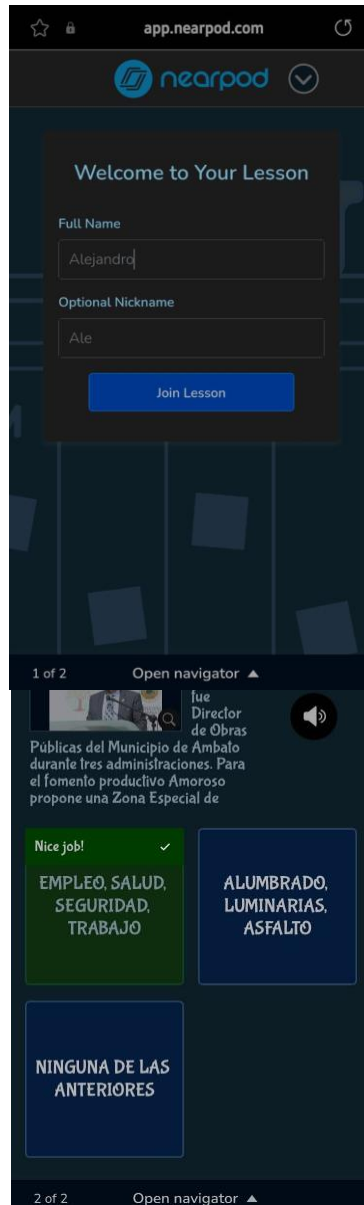 app.nearpod.com
nearpod
Welcome to Your Lesson
Full Name
Alejandro
Optional Nickname
Ale
Join Lesson
1 of 2 Open navigator ▲
fue
Director
de Obras
Públicas del Municipio de Ambato
durante tres administraciones. Para
el fomento productivo Amoroso
propone una Zona Especial de
Nice job!
EMPLEO, SALUD,
SEGURIDAD,
TRABAJO
ALUMBRADO,
LUMINARIAS,
ASFALTO
NINGUNA DE LAS
ANTERIORES
2 of 2 Open navigator ▲